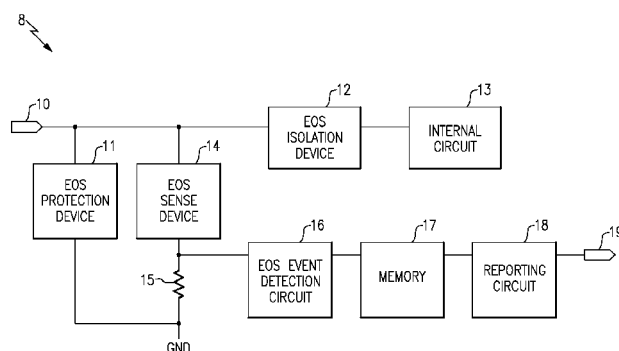 8
10
12
13
EOS
ISOLATION
DEVICE
INTERNAL
CIRCUIT
11
14
EOS
PROTECTION
DEVICE
EOS
SENSE
DEVICE
16
17
18
19
15
EOS EVENT
DETECTION
CIRCUIT
MEMORY
REPORTING
CIRCUIT
GND